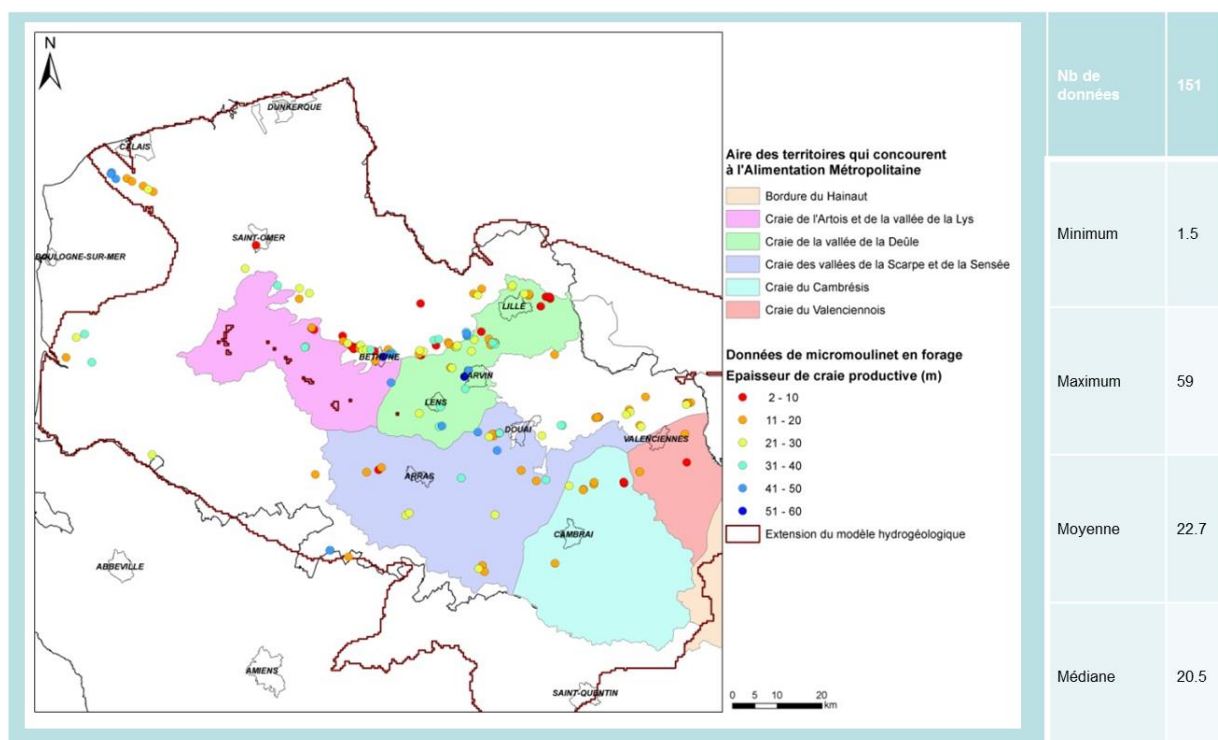 N
DUNKERQUE
CALAIS
SAINT-OMER
BOULOGNE-SUR-MER
LILLE
BETHUNE
CARVIN
LENS
DOUAI
VALENCIENNES
ARRAS
CAMBRAI
ABBEVILLE
AMIENS
SAINT-QUENTIN
Aire des territoires qui concourent
à l'Alimentation Métropolitaine
Bordure du Hainaut
Craie de l'Artois et de la vallée de la Lys
Craie de la vallée de la Deûle
Craie des vallées de la Scarpe et de la Sensée
Craie du Cambrésis
Craie du Valenciennois
Données de micromoulinet en forage
Epaisseur de craie productive (m)
2 - 10
11 - 20
21 - 30
31 - 40
41 - 50
51 - 60
Extension du modèle hydrogéologique
0 5 10 20
km
Nb de
données 151
Minimum 1.5
Maximum 59
Moyenne 22.7
Médiane 20.5